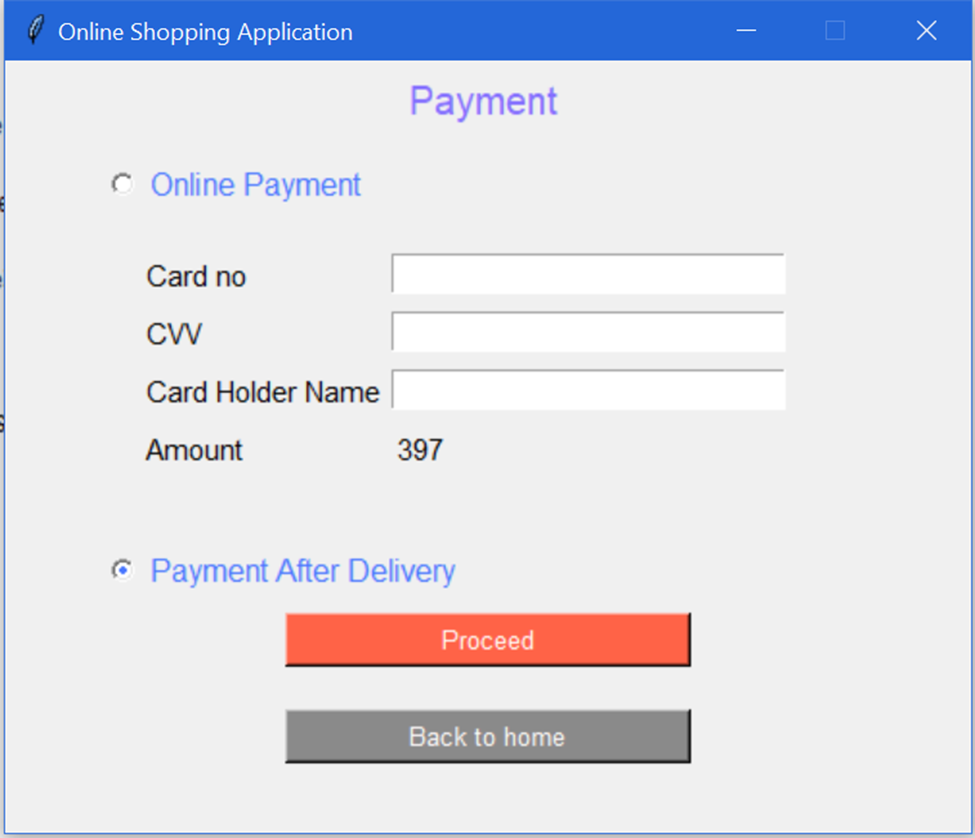 Online Shopping Application
Payment
Online Payment
Card no
CVV
Card Holder Name
Amount 397
Payment After Delivery
Proceed
Back to home